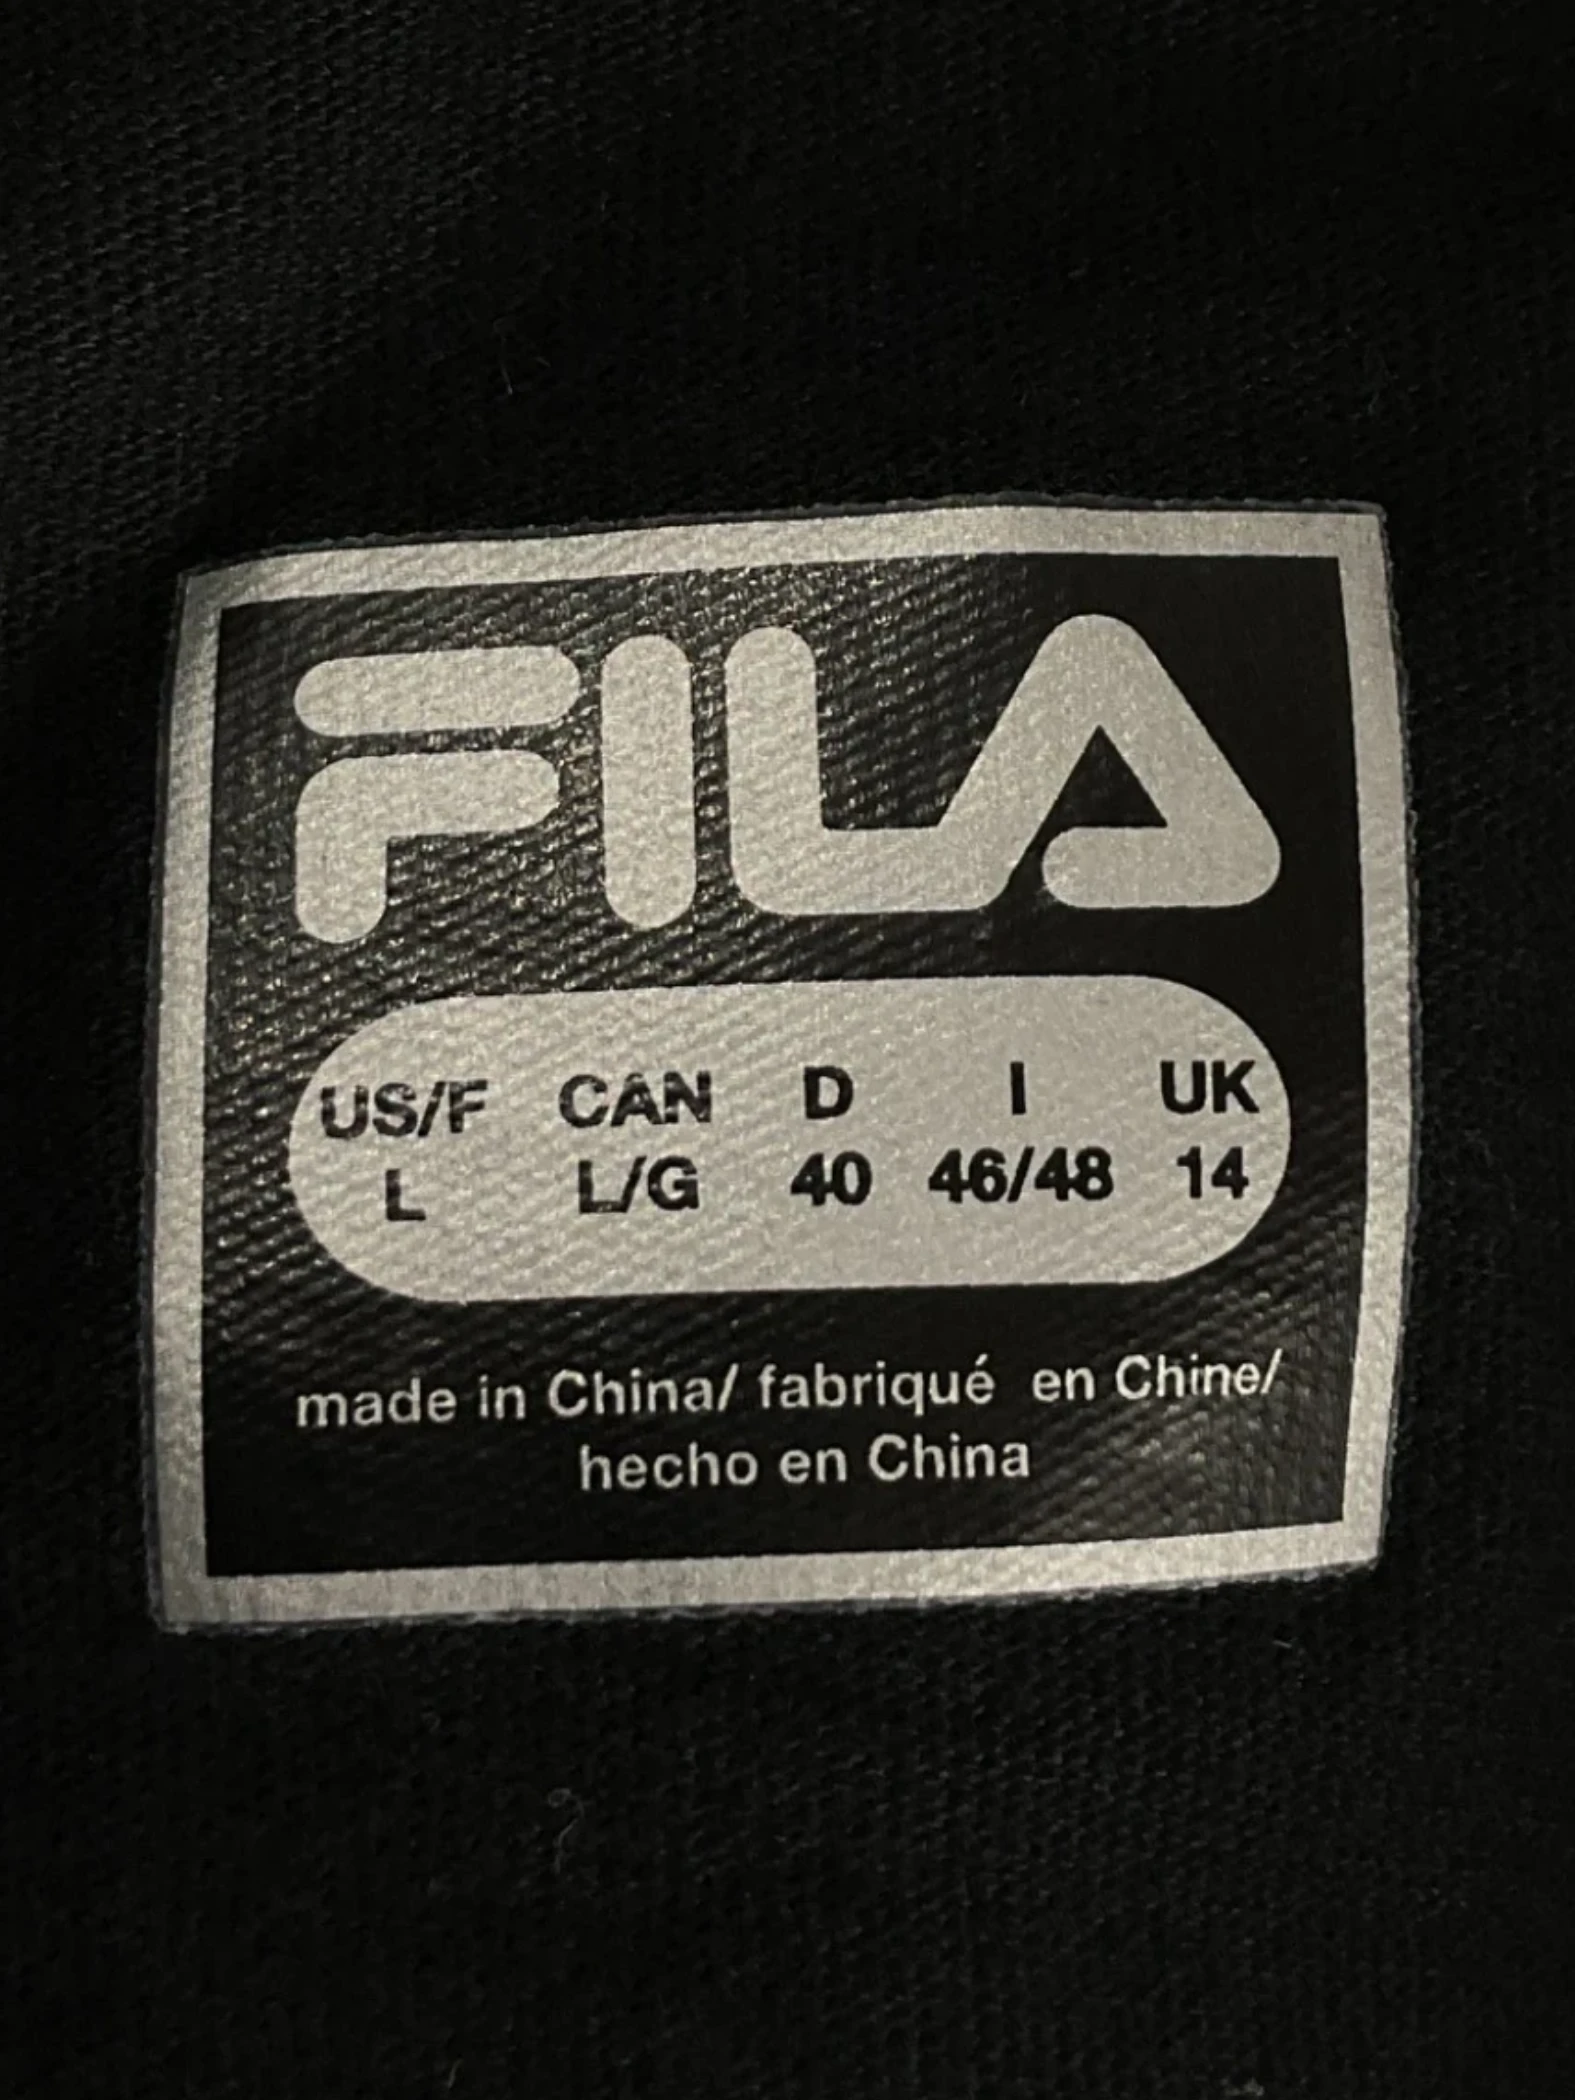 FILA
US/F CAN D I UK
L L/G 40 46/48 14
made in China/ fabriqué en Chine/
hecho en China